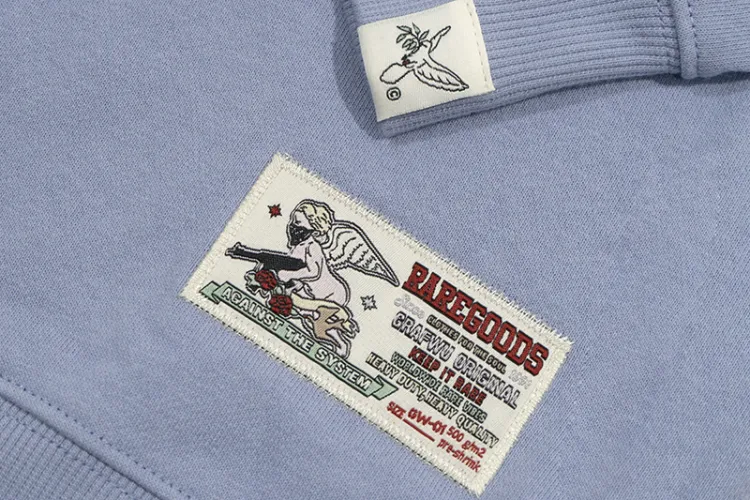 ©
AGAINST THE SYSTEM
RAREGOODS
CLOTHES FOR THE SOUL
GRAFWU ORIGINAL
KEEP IT RARE
WORLDWIDE RARE VIBES
HEAVY DUTY-HEAVY QUALITY
SIZE GW-01 500 g/m2
pre-shrink